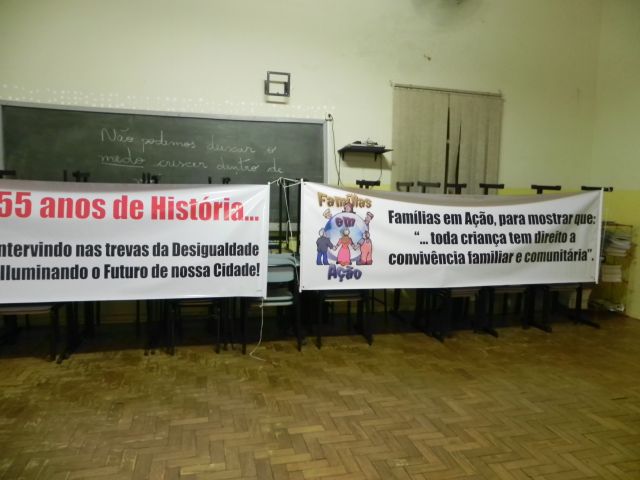 Não podemos deixar o
medo crescer dentro de
55 anos de História...
ntervindo nas trevas da Desigualdade
Iluminando o Futuro de nossa Cidade!
Famílias
em
Ação
Famílias em Ação, para mostrar que:
“... toda criança tem direito a
convivência familiar e comunitária”.